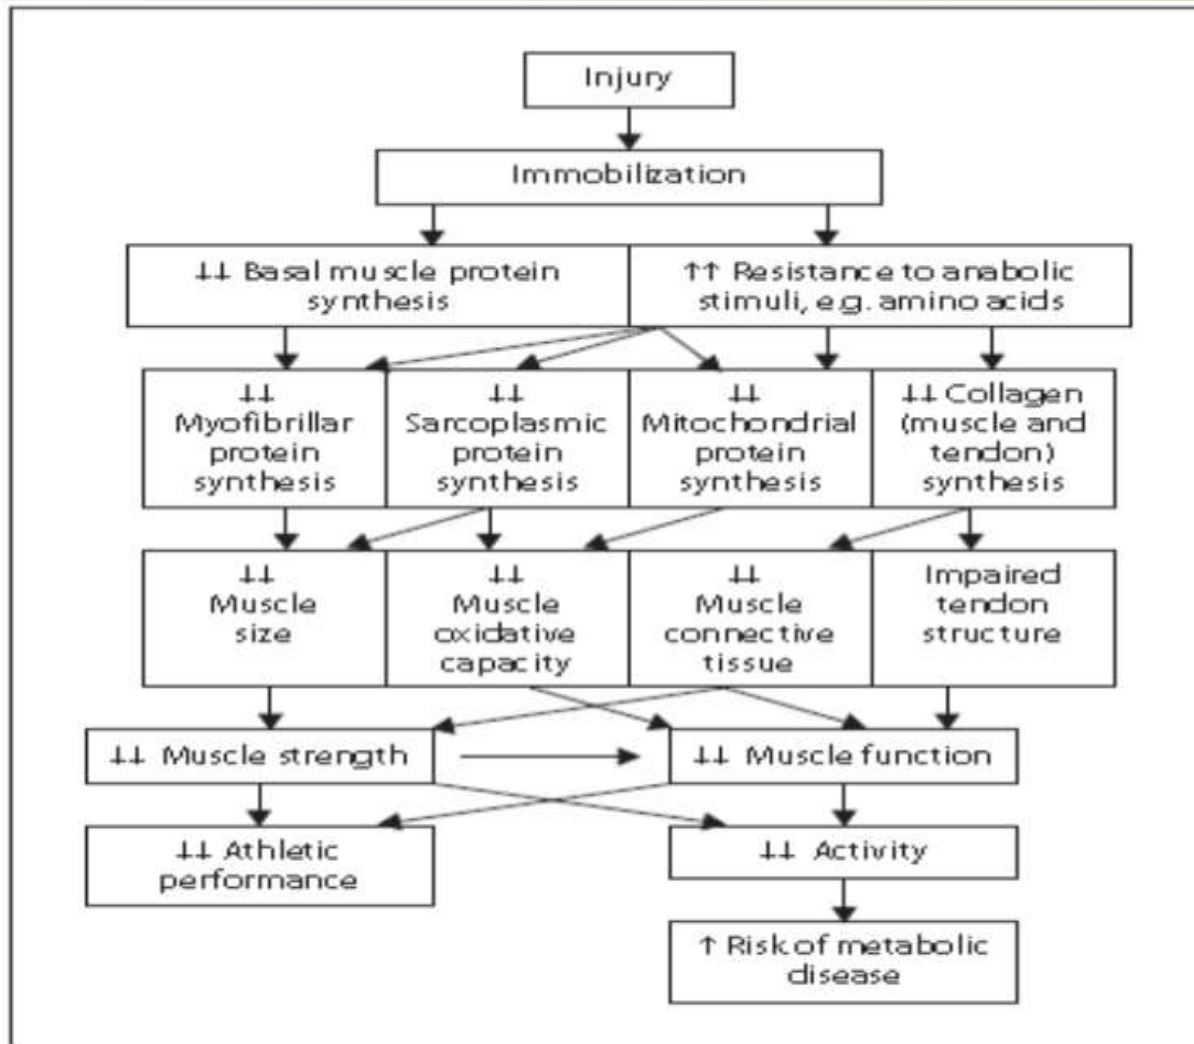 Injury
Immobilization
↓↓ Basal muscle protein
synthesis
↑↑ Resistance to anabolic
stimuli, e.g. amino acids
↓↓
Myofibrillar
protein
synthesis
↓↓
Sarcoplasmic
protein
synthesis
↓↓
Mitochondrial
protein
synthesis
↓↓ Collagen
(muscle and
tendon)
synthesis
↓↓
Muscle
size
↓↓
Muscle
oxidative
capacity
↓↓
Muscle
connective
tissue
Impaired
tendon
structure
↓↓ Muscle strength
↓↓ Muscle function
↓↓ Athletic
performance
↓↓ Activity
↑ Risk of metabolic
disease